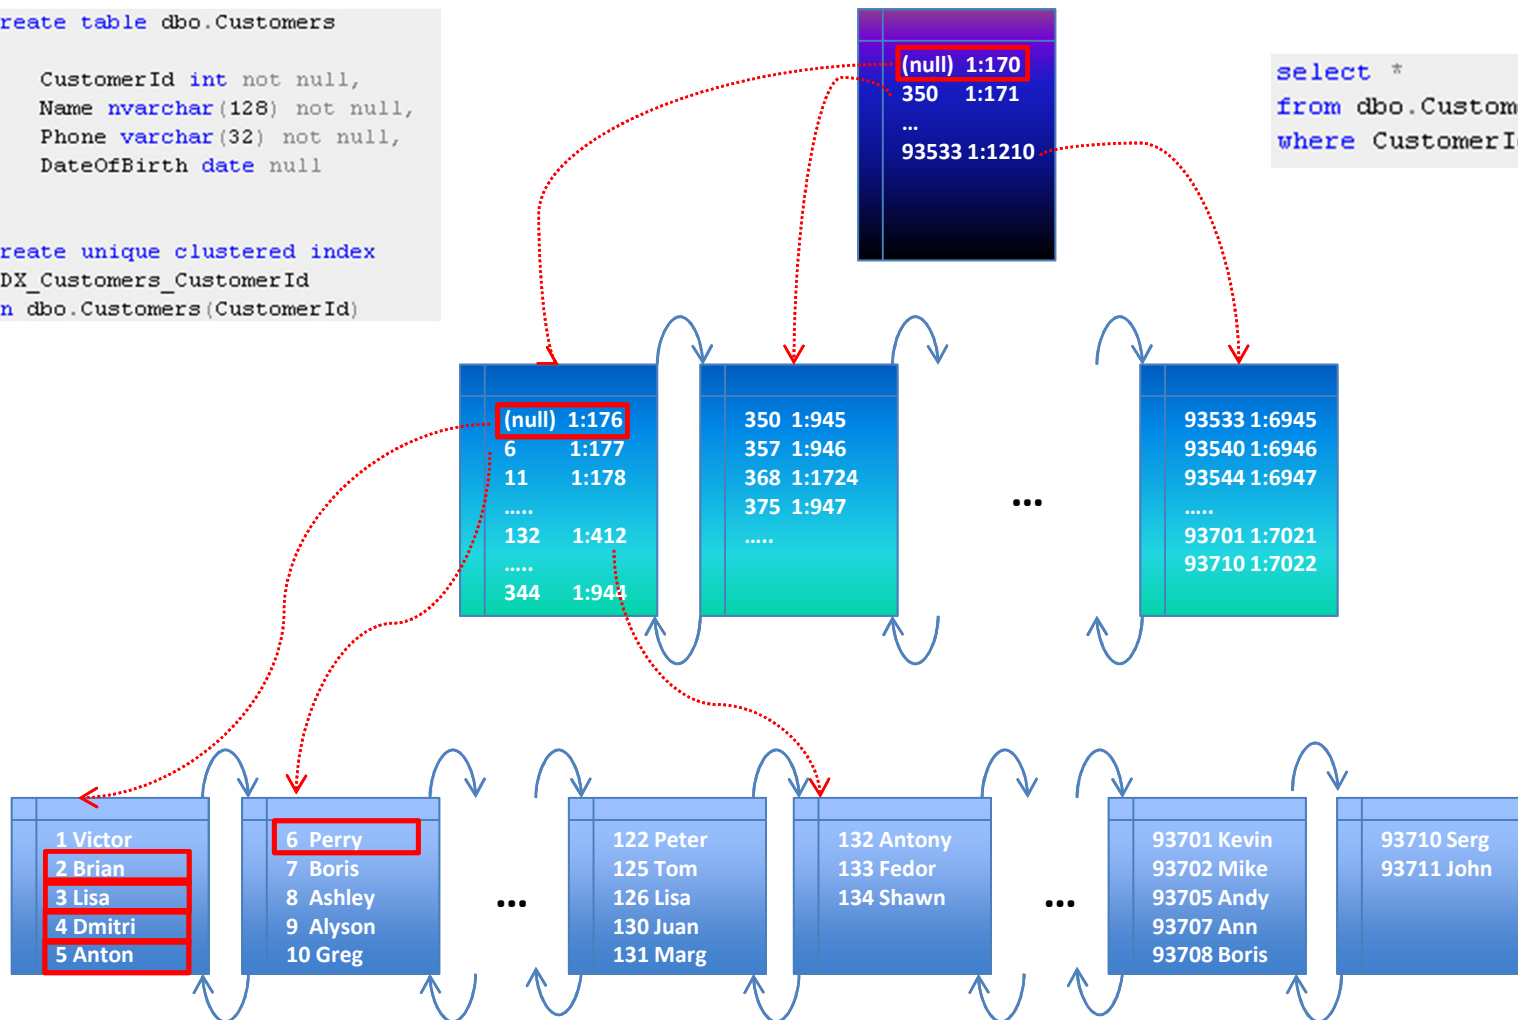 reate table dbo.Customers
CustomerId int not null,
Name nvarchar(128) not null,
Phone varchar(32) not null,
DateOfBirth date null
reate unique clustered index
DX_Customers_CustomerId
n dbo.Customers(CustomerId)
(null) 1:170
350 1:171
...
93533 1:1210
select *
from dbo.Custom
where CustomerI
(null) 1:176
6 1:177
11 1:178
.....
132 1:412
.....
344 1:944
350 1:945
357 1:946
368 1:1724
375 1:947
.....
...
93533 1:6945
93540 1:6946
93544 1:6947
.....
93701 1:7021
93710 1:7022
1 Victor
2 Brian
3 Lisa
4 Dmitri
5 Anton
6 Perry
7 Boris
8 Ashley
9 Alyson
10 Greg
...
122 Peter
125 Tom
126 Lisa
130 Juan
131 Marg
132 Antony
133 Fedor
134 Shawn
...
93701 Kevin
93702 Mike
93705 Andy
93707 Ann
93708 Boris
93710 Serg
93711 John